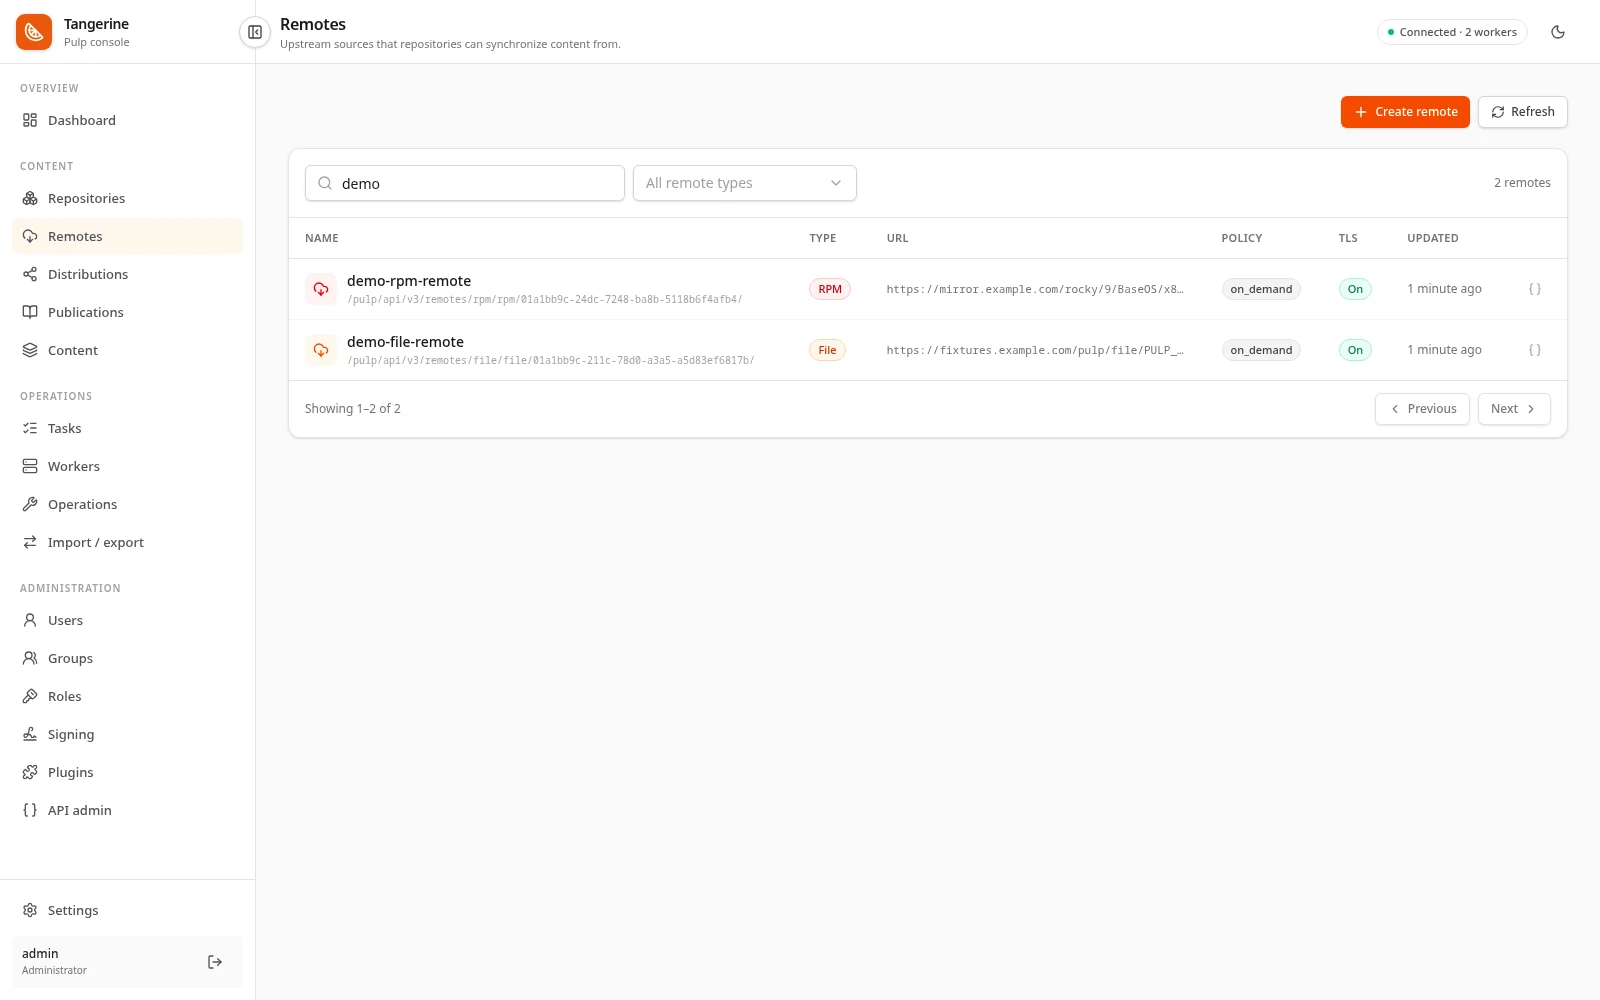 Tangerine
Pulp console
Remotes
Upstream sources that repositories can synchronize content from.
Connected · 2 workers
OVERVIEW
Dashboard
CONTENT
Repositories
Remotes
Distributions
Publications
Content
OPERATIONS
Tasks
Workers
Operations
Import / export
ADMINISTRATION
Users
Groups
Roles
Signing
Plugins
API admin
Settings
admin
Administrator
Create remote
Refresh
demo
All remote types
2 remotes
NAME TYPE URL POLICY TLS UPDATED
demo-rpm-remote
/pulp/api/v3/remotes/rpm/rpm/01a1bb9c-24dc-7248-ba8b-5118b6f4afb4/
RPM https://mirror.example.com/rocky/9/BaseOS/x8… on_demand On 1 minute ago { }
demo-file-remote
/pulp/api/v3/remotes/file/file/01a1bb9c-211c-78d0-a3a5-a5d83ef6817b/
File https://fixtures.example.com/pulp/file/PULP_… on_demand On 1 minute ago { }
Showing 1–2 of 2
Previous
Next